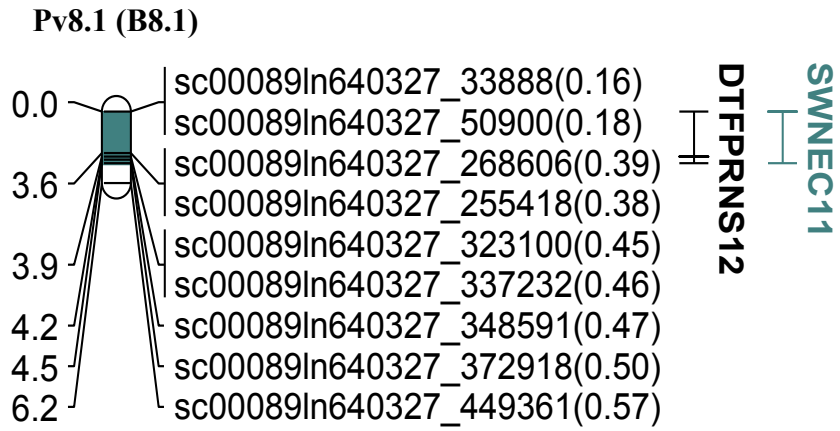 Pv8.1 (B8.1)
0.0
3.6
3.9
4.2
4.5
6.2
sc00089ln640327_33888(0.16)
sc00089ln640327_50900(0.18)
sc00089ln640327_268606(0.39)
sc00089ln640327_255418(0.38)
sc00089ln640327_323100(0.45)
sc00089ln640327_337232(0.46)
sc00089ln640327_348591(0.47)
sc00089ln640327_372918(0.50)
sc00089ln640327_449361(0.57)
DTFPRNS12
SWNEC11